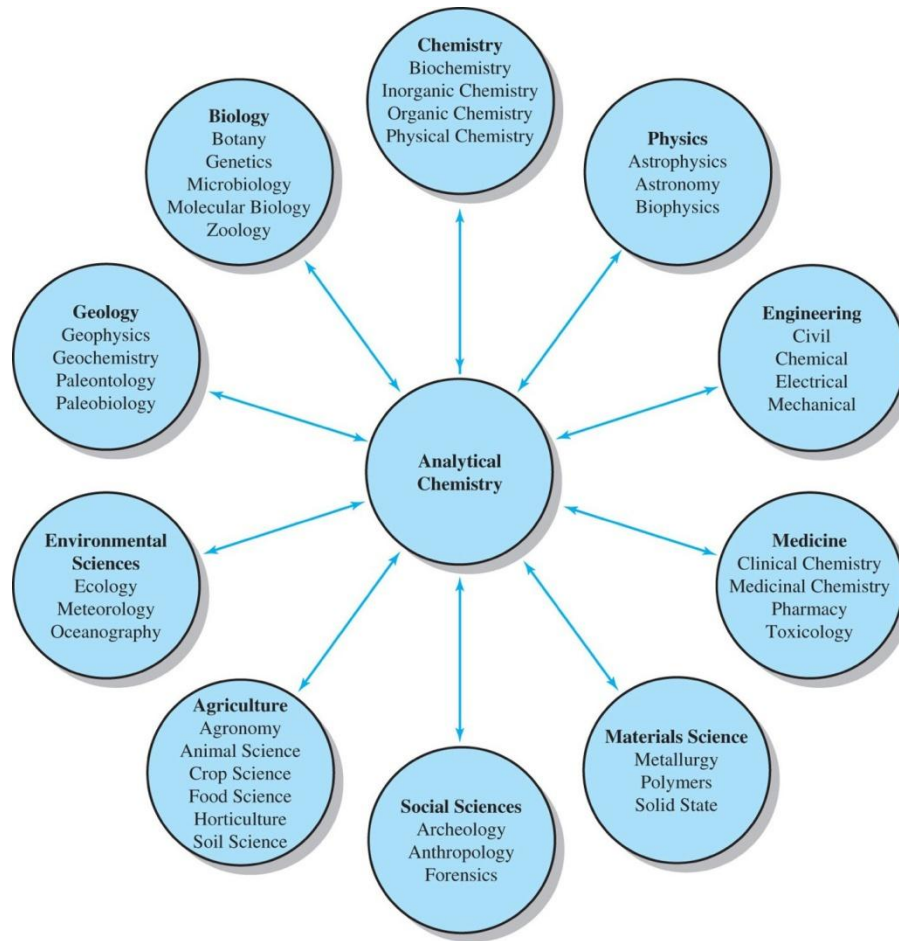 Chemistry
Biochemistry
Inorganic Chemistry
Organic Chemistry
Physical Chemistry
Biology
Botany
Genetics
Microbiology
Molecular Biology
Zoology
Physics
Astrophysics
Astronomy
Biophysics
Geology
Geophysics
Geochemistry
Paleontology
Paleobiology
Engineering
Civil
Chemical
Electrical
Mechanical
Analytical
Chemistry
Environmental
Sciences
Ecology
Meteorology
Oceanography
Medicine
Clinical Chemistry
Medicinal Chemistry
Pharmacy
Toxicology
Agriculture
Agronomy
Animal Science
Crop Science
Food Science
Horticulture
Soil Science
Social Sciences
Archeology
Anthropology
Forensics
Materials Science
Metallurgy
Polymers
Solid State